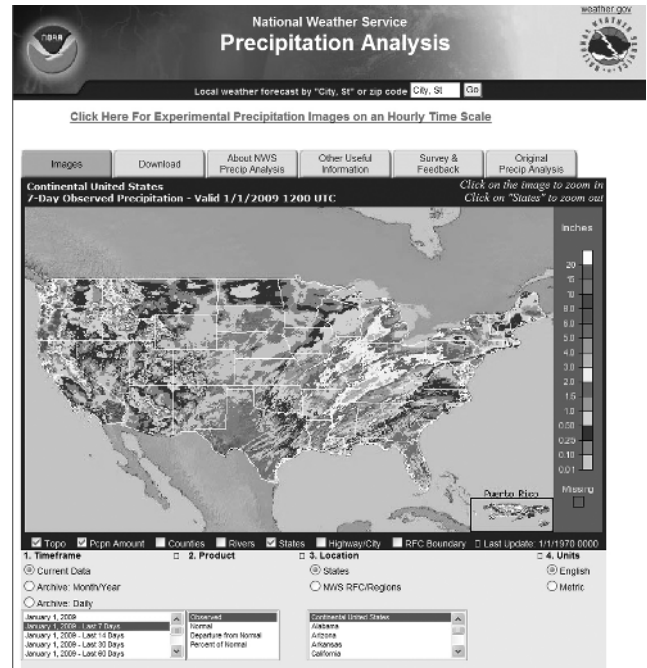 weather.gov
NOAA
National Weather Service
Precipitation Analysis
Local weather forecast by "City, St" or zip code City, St Go
Click Here For Experimental Precipitation Images on an Hourly Time Scale
Images
Download
About NWS
Precip Analysis
Other Useful
Information
Survey &
Feedback
Original
Precip Analysis
Continental United States
7-Day Observed Precipitation - Valid 1/1/2009 1200 UTC
Click on the image to zoom in
Click on "States" to zoom out
Inches
20
15
10
8.0
6.0
5.0
4.0
3.0
2.0
1.5
1.0
0.50
0.25
0.10
0.01
Missing
Puerto Rico
Topo Pcpn Amount Counties Rivers States Highway/City RFC Boundary Last Update: 1/1/1970 0000
1. Timeframe
Current Data
Archive: Month/Year
Archive: Daily
January 1, 2009
January 1, 2009 - Last 7 Days
January 1, 2009 - Last 14 Days
January 1, 2009 - Last 30 Days
January 1, 2009 - Last 60 Days
2. Product
Observed
Normal
Departure from Normal
Percent of Normal
3. Location
States
NWS RFC/Regions
Continental United States
Alabama
Arizona
Arkansas
California
4. Units
English
Metric